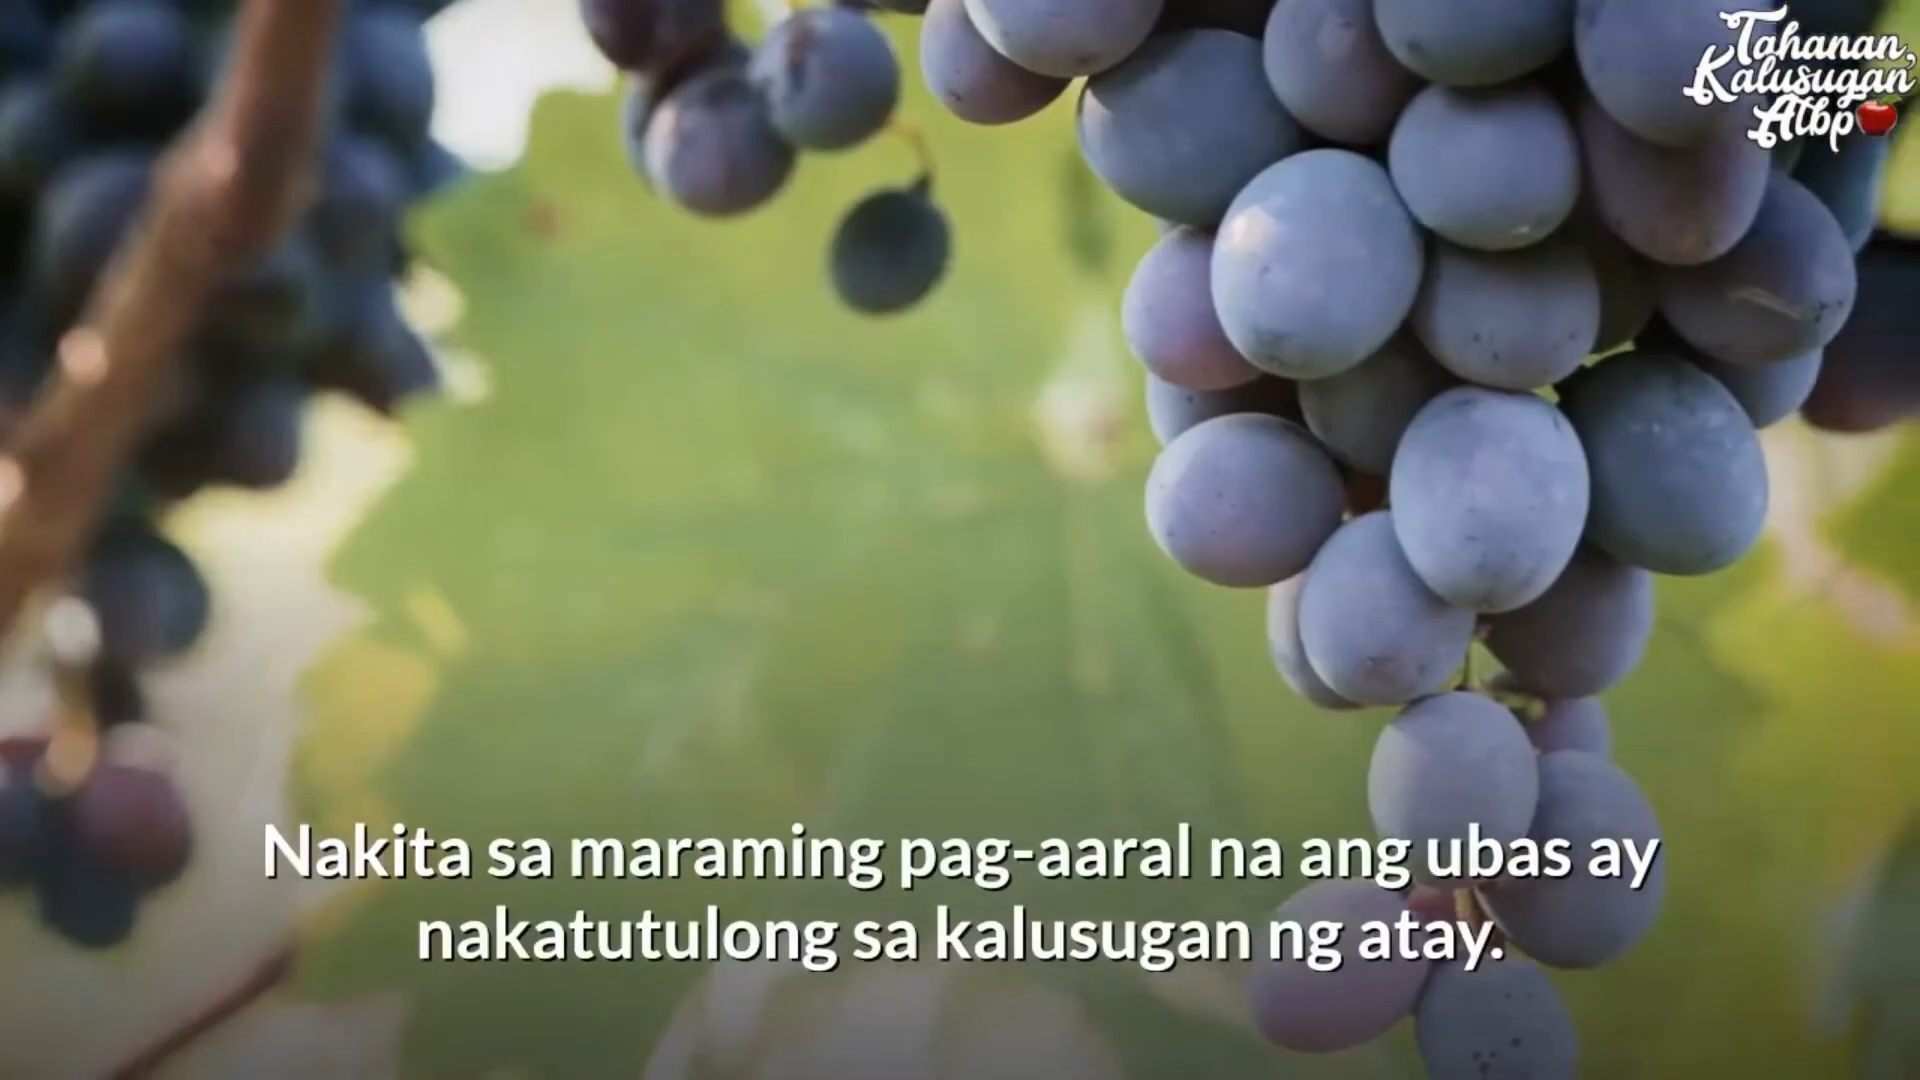 Tahanan,
Kalusugan
Atbp
Nakita sa maraming pag-aaral na ang ubas ay
nakatutulong sa kalusugan ng atay.